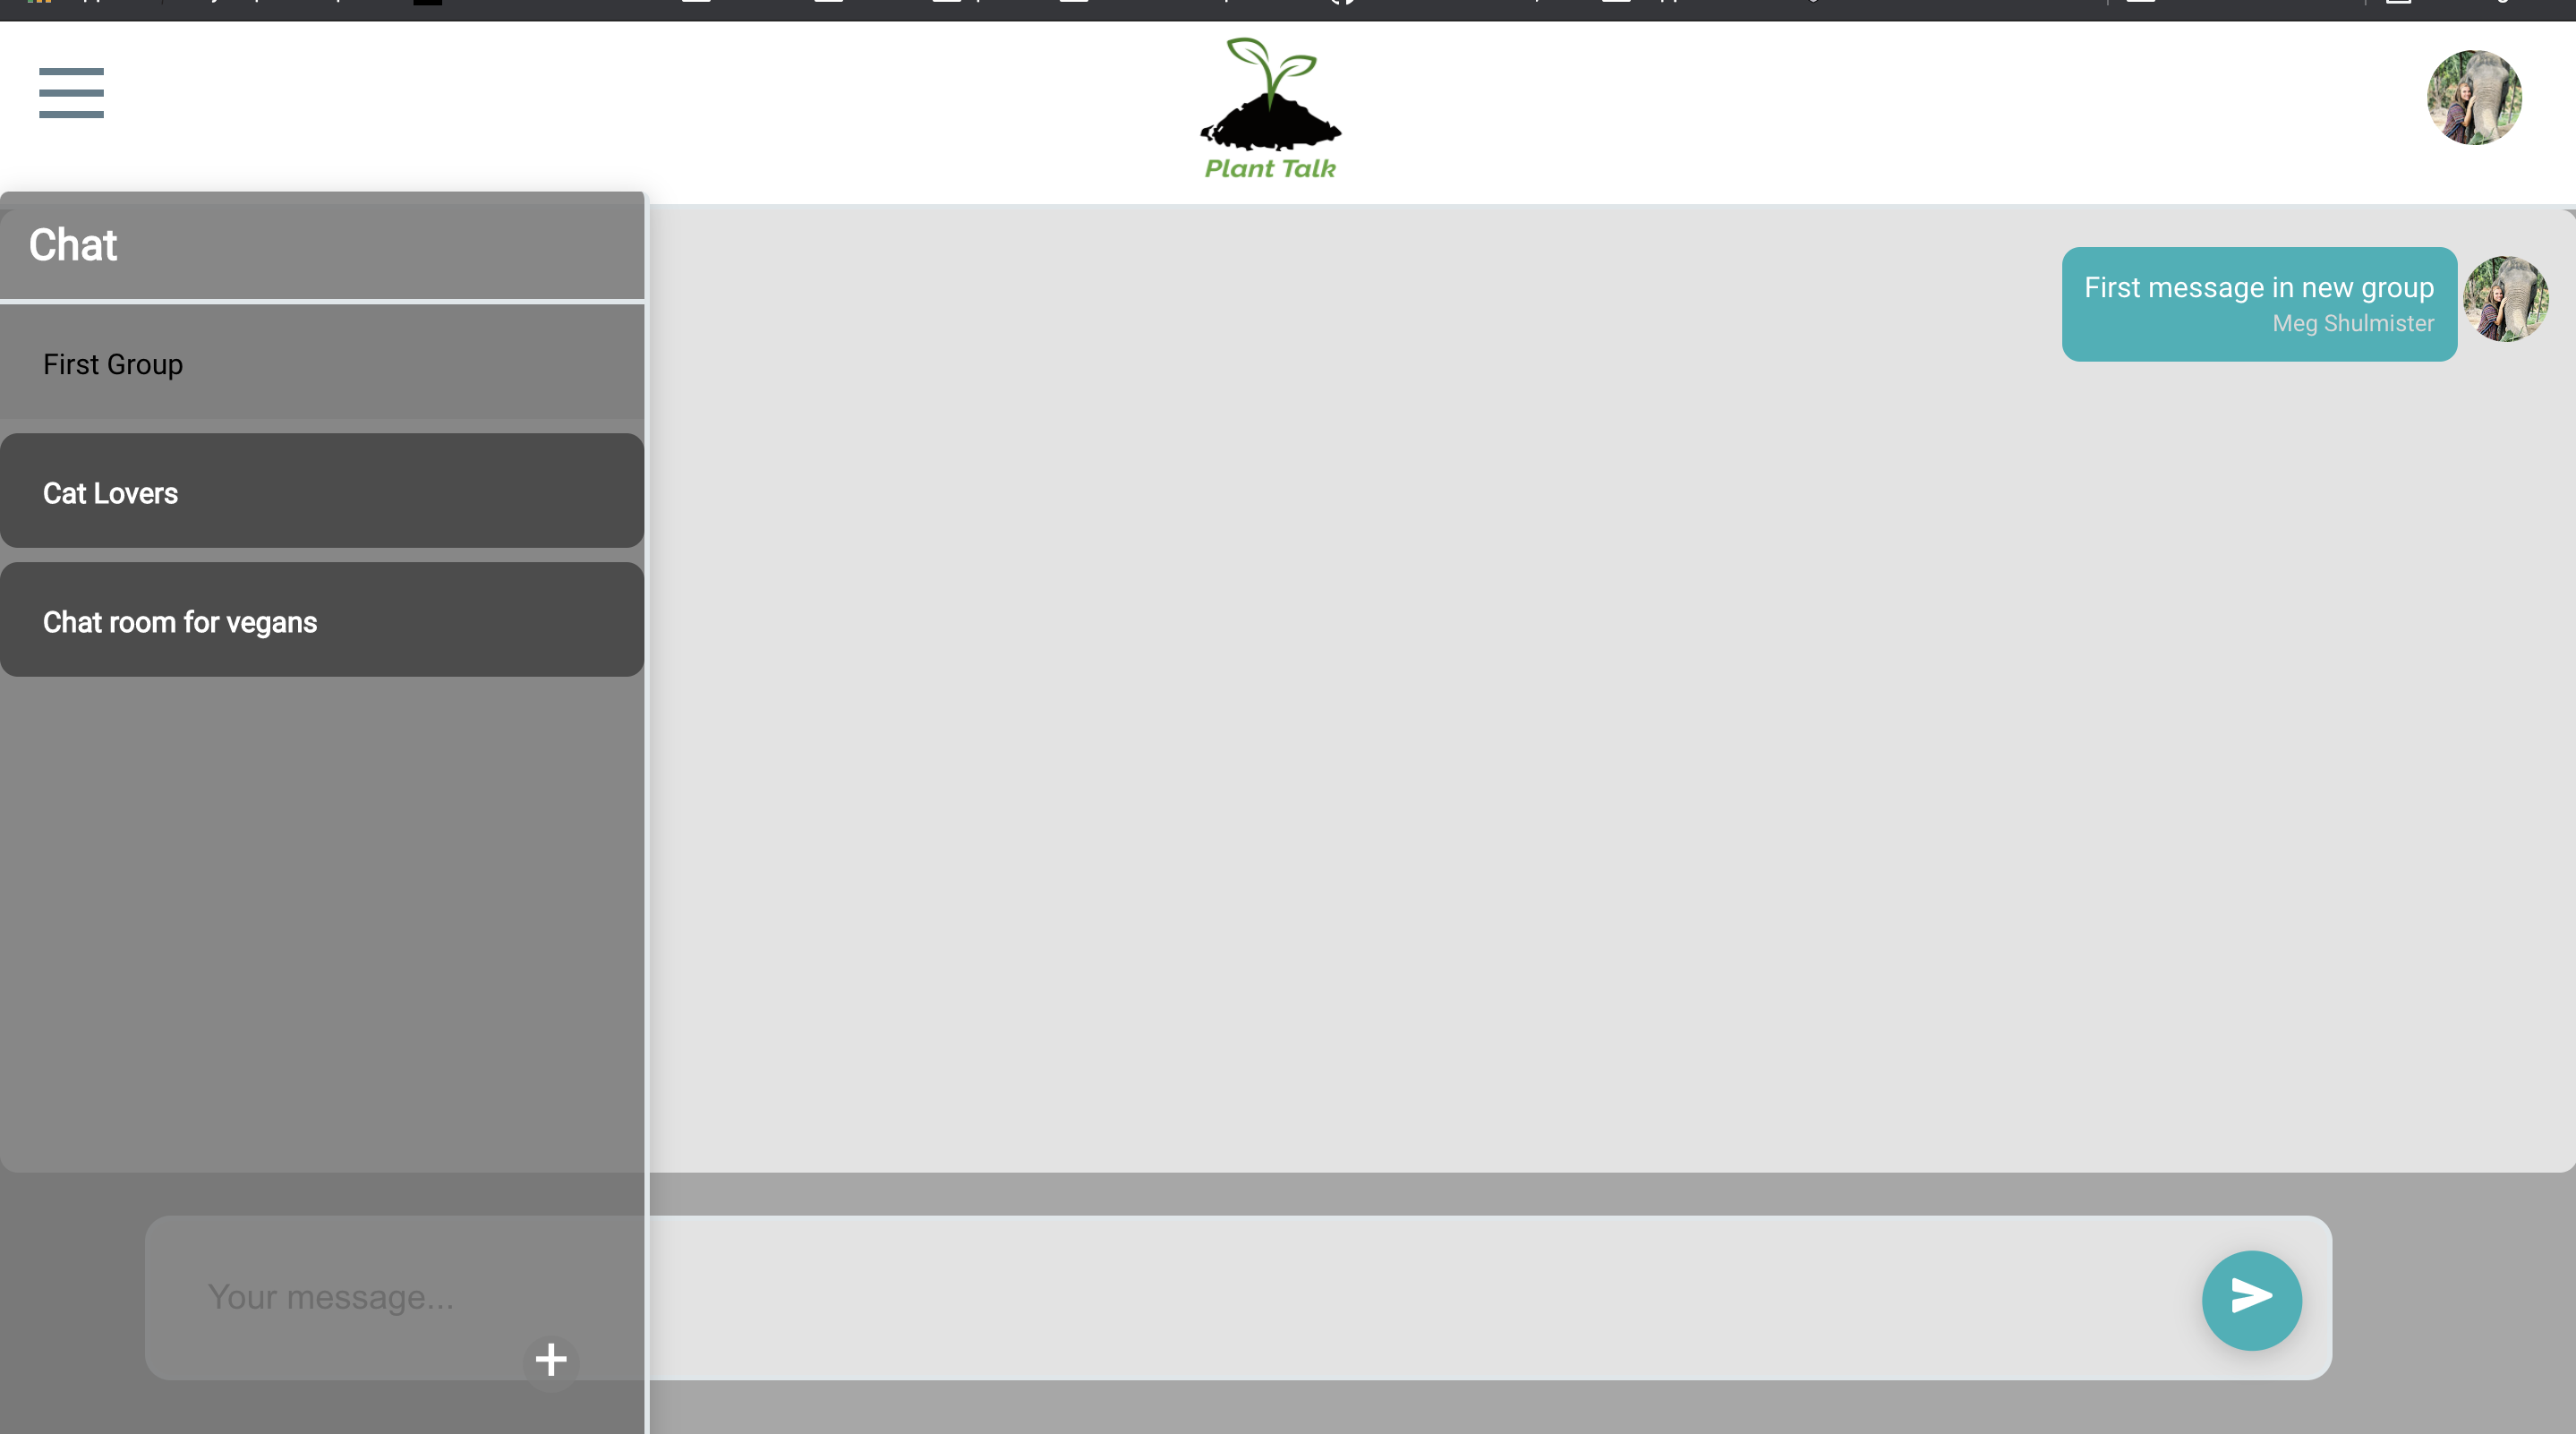 Plant Talk
Chat
First Group
Cat Lovers
Chat room for vegans
First message in new group
Meg Shulmister
Your message...